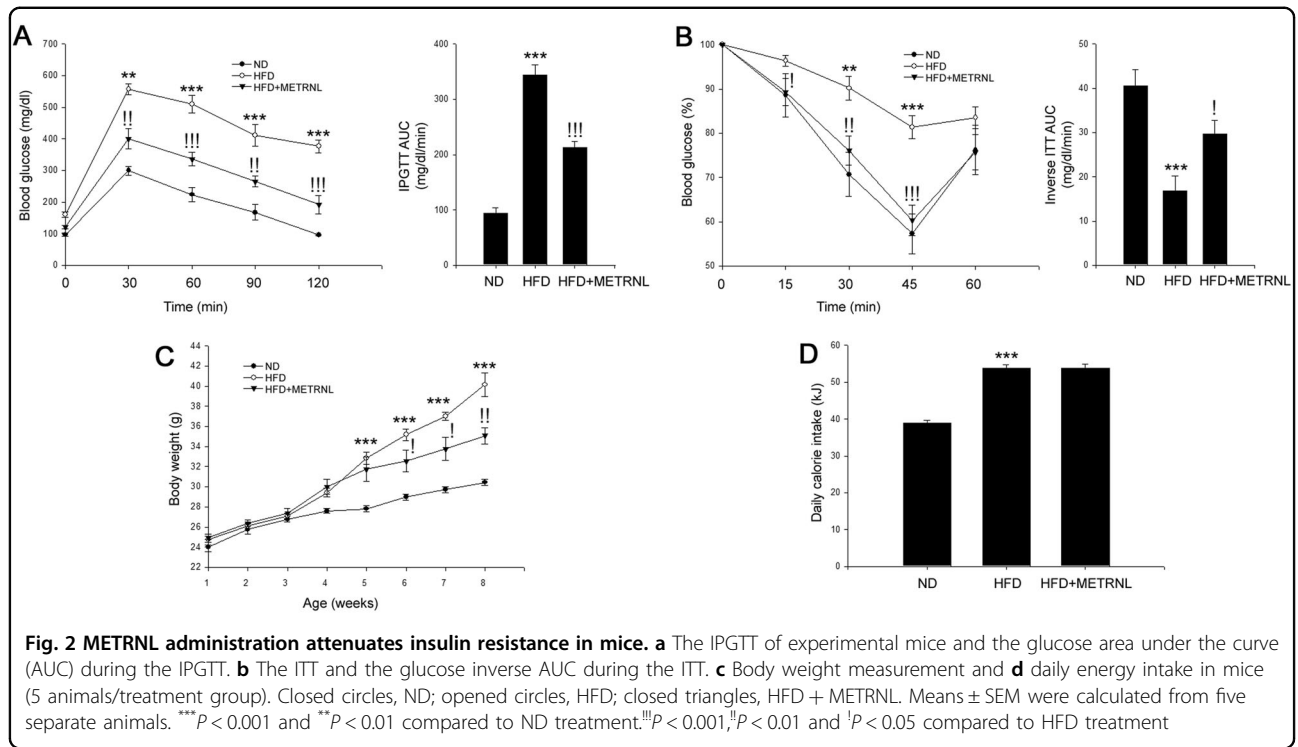 A
Blood glucose (mg/dl)
700
600
500
400
300
200
100
0
ND
HFD
HFD+METRNL
**
***
***
***
!!
!!!
!!
!!!
0 30 60 90 120
Time (min)
IPGTT AUC
(mg/dl/min)
400
300
200
100
0
***
!!!
ND HFD HFD+METRNL
B
Blood glucose (%)
100
90
80
70
60
50
ND
HFD
HFD+METRNL
**
***
!
!!
!!!
0 15 30 45 60
Time (min)
Inverse ITT AUC
(mg/dl/min)
50
40
30
20
10
0
***
!
ND HFD HFD+METRNL
C
Body weight (g)
44
42
40
38
36
34
32
30
28
26
24
22
ND
HFD
HFD+METRNL
***
***
***
***
!
!
!!
1 2 3 4 5 6 7 8
Age (weeks)
D
Daily calorie intake (kJ)
60
50
40
30
20
10
0
***
ND HFD HFD+METRNL
Fig. 2 METRNL administration attenuates insulin resistance in mice. a The IPGTT of experimental mice and the glucose area under the curve
(AUC) during the IPGTT. b The ITT and the glucose inverse AUC during the ITT. c Body weight measurement and d daily energy intake in mice
(5 animals/treatment group). Closed circles, ND; opened circles, HFD; closed triangles, HFD + METRNL. Means ± SEM were calculated from five
separate animals. ***P < 0.001 and **P < 0.01 compared to ND treatment.!!!P < 0.001,!!P < 0.01 and !P < 0.05 compared to HFD treatment